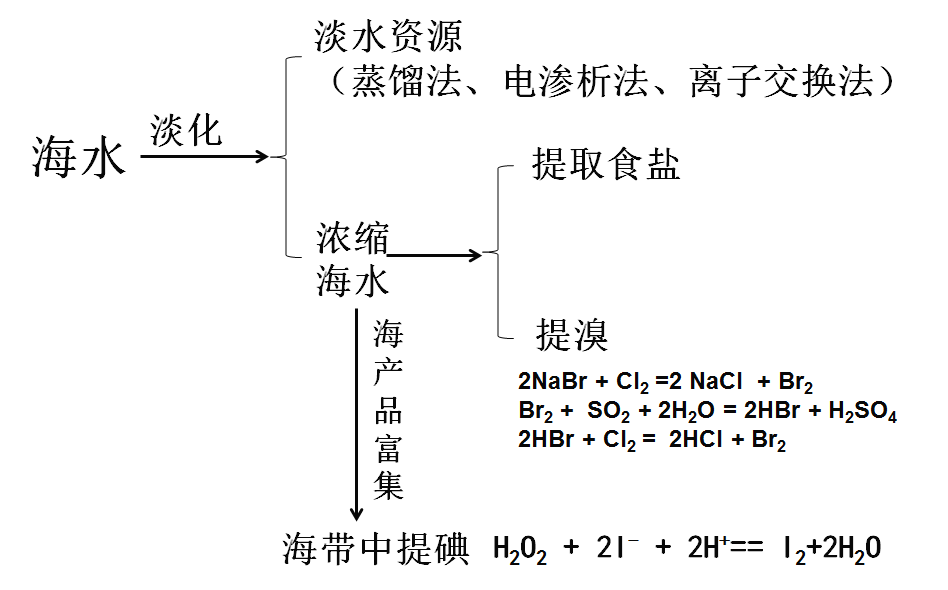 淡水资源
（蒸馏法、电渗析法、离子交换法）
海水
淡化
提取食盐
浓缩
海水
提溴
2NaBr + Cl₂ =2 NaCl + Br₂
Br₂ + SO₂ + 2H₂O = 2HBr + H₂SO₄
2HBr + Cl₂ = 2HCl + Br₂
海产品富集
海带中提碘 H₂O₂ + 2I⁻ + 2H⁺== I₂+2H₂O